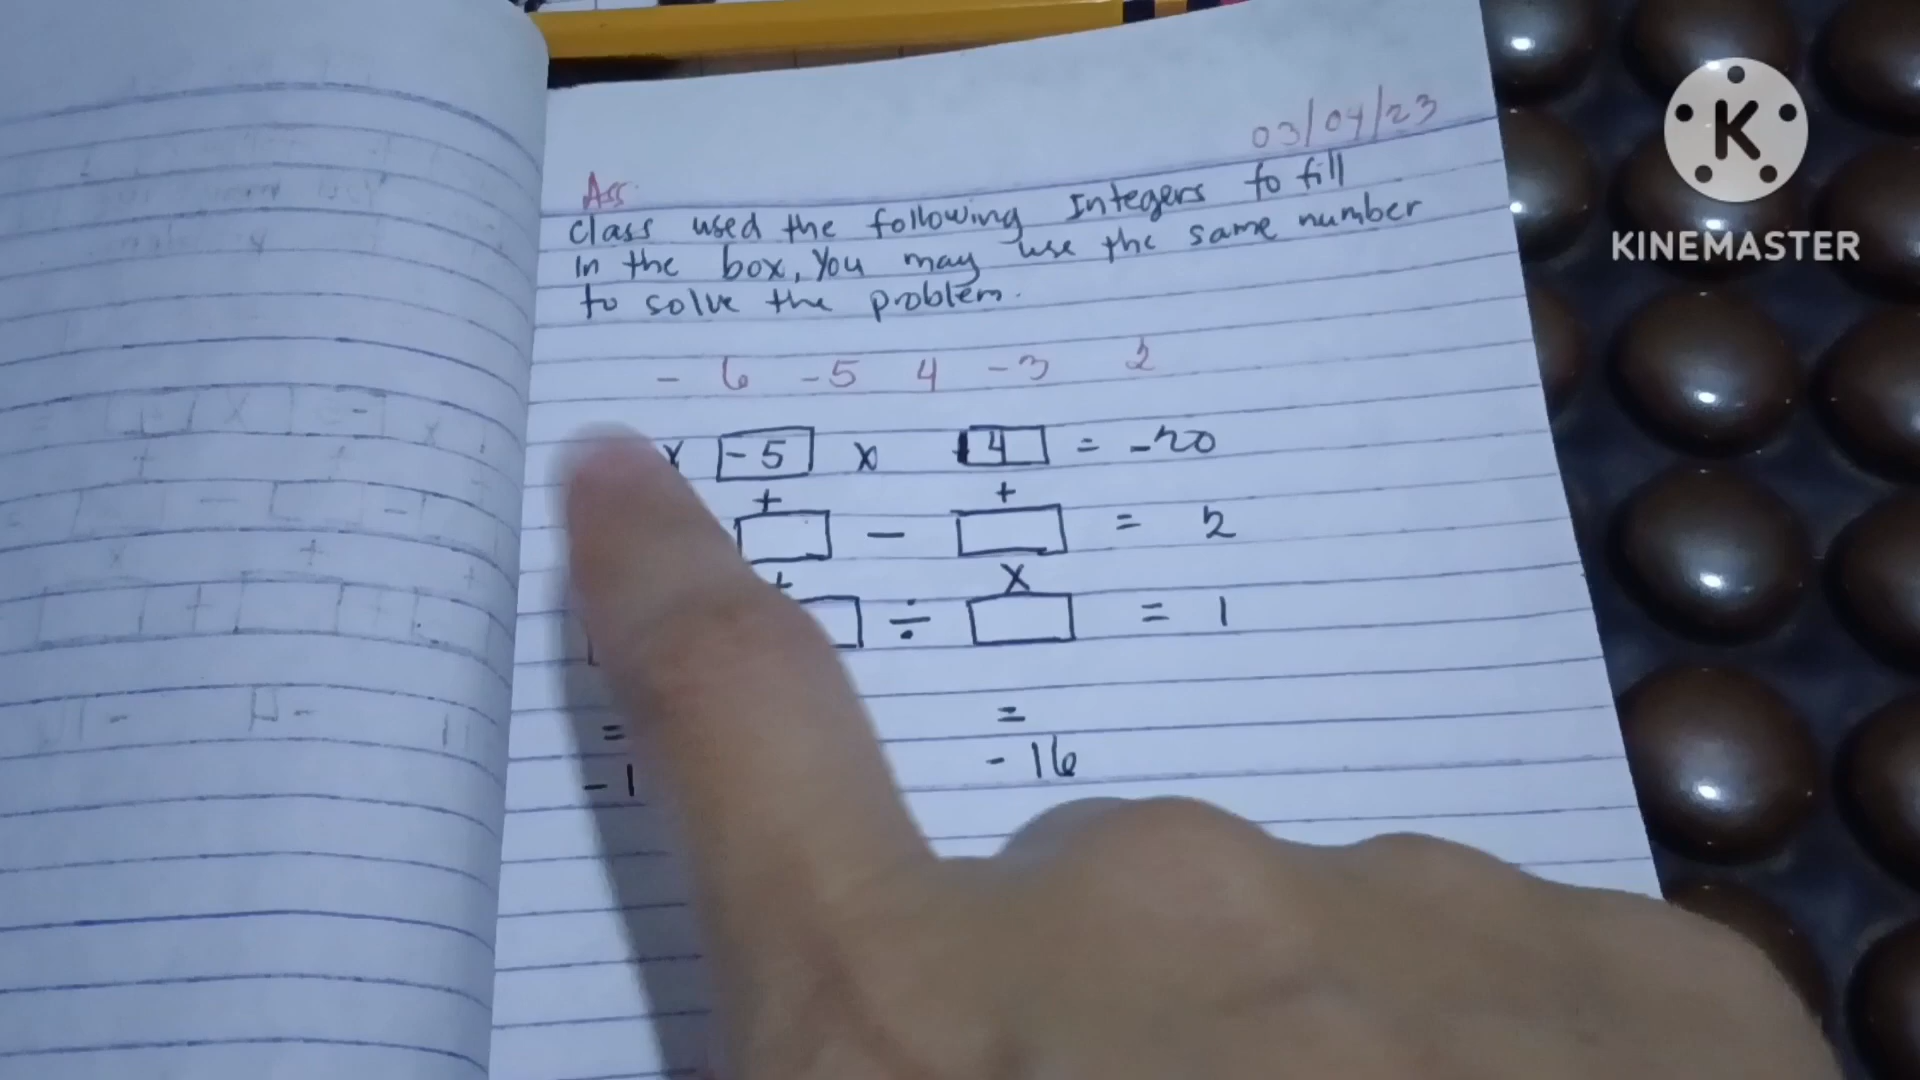 03/04/23
Ass.
class used the following Integers to fill
In the box, you may use the same number
to solve the problem.
- 6 -5 4 -3 2
x -5 x 4 = -20
+ +
- = 2
+ x
÷ = 1
= =
-1 -16
K
KINEMASTER